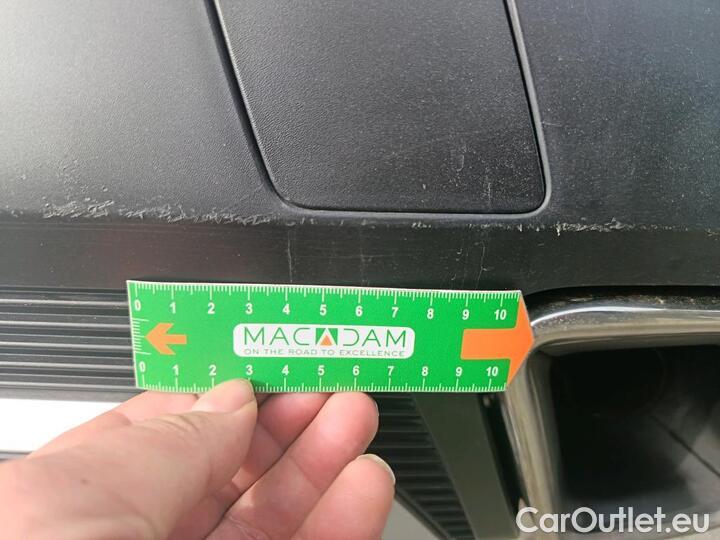 0 1 2 3 4 5 6 7 8 9 10
MACADAM
ON THE ROAD TO EXCELLENCE
0 1 2 3 4 5 6 7 8 9 10
CarOutlet.eu